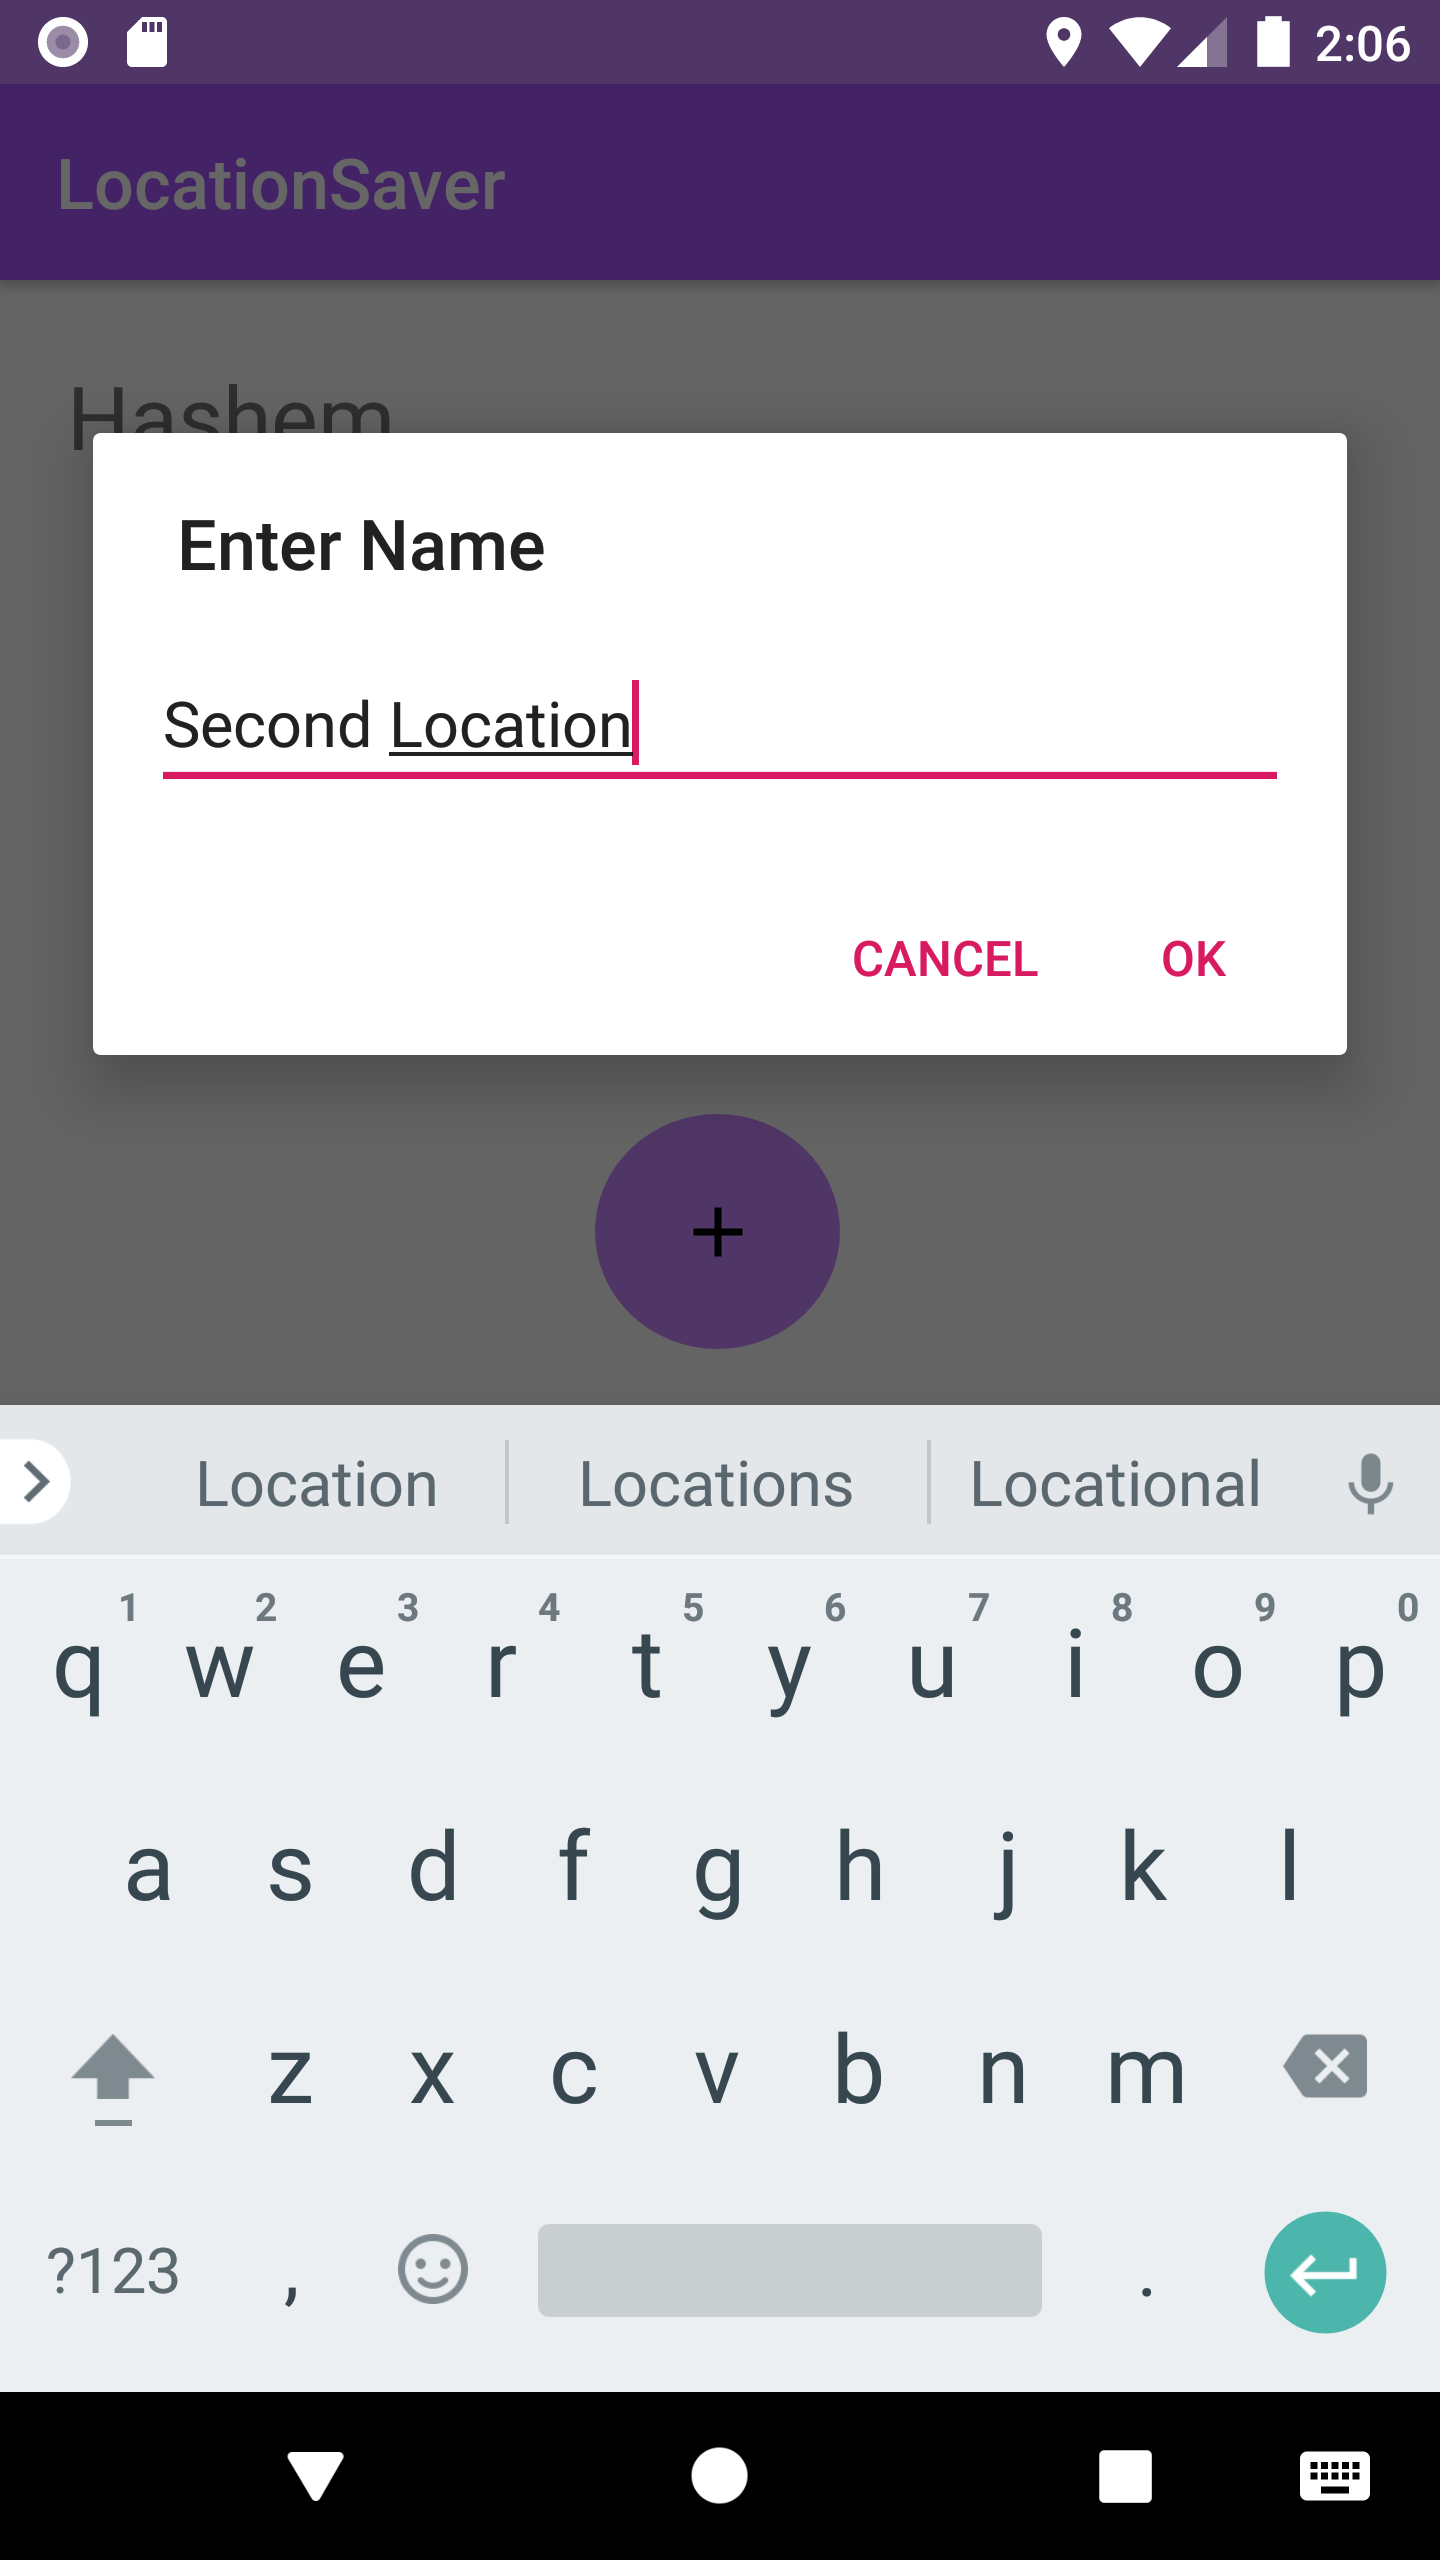 2:06
LocationSaver
Hashem
Enter Name
Second Location
CANCEL OK
Location Locations Locational
1 2 3 4 5 6 7 8 9 0
q w e r t y u i o p
a s d f g h j k l
z x c v b n m
?123 , .